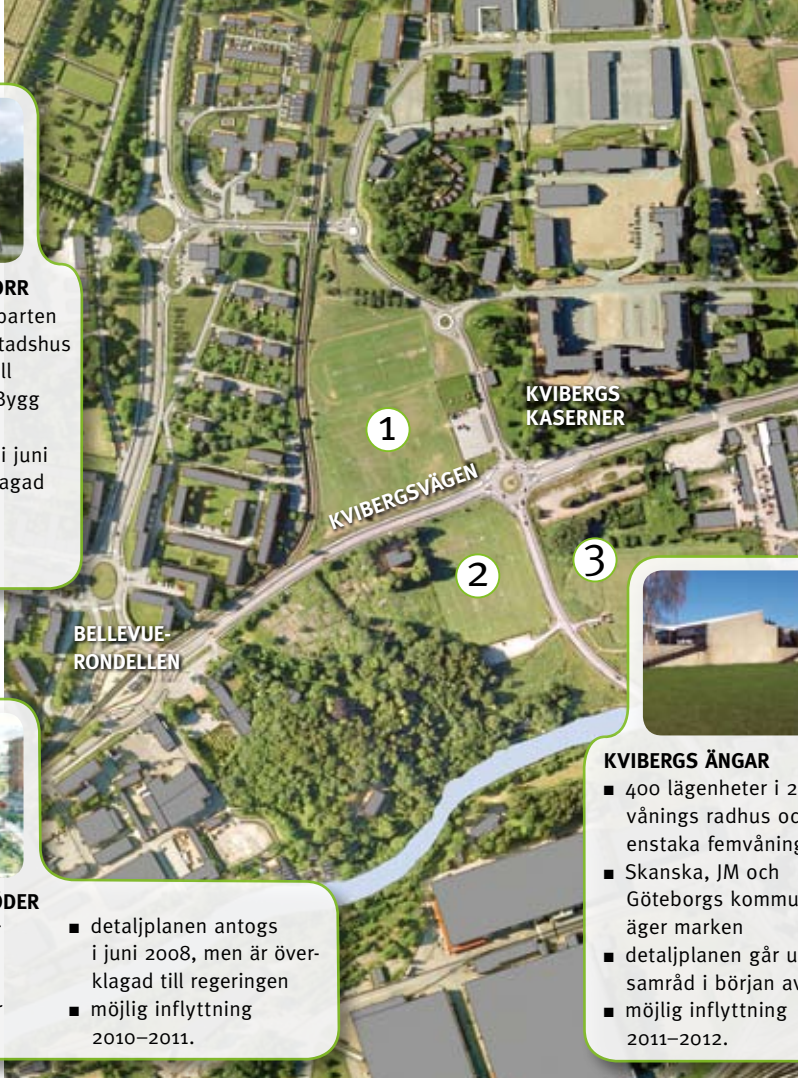 ORR
parten
tadshus
ll
Bygg
i juni
lagad
1
KVIBERGS
KASERNER
KVIBERGSVÄGEN
2
3
BELLEVUE-
RONDELLEN
ÖDER
■ detaljplanen antogs
i juni 2008, men är över-
klagad till regeringen
■ möjlig inflyttning
2010–2011.
KVIBERGS ÄNGAR
■ 400 lägenheter i 2
vånings radhus oc
enstaka femvåning
■ Skanska, JM och
Göteborgs kommu
äger marken
■ detaljplanen går u
samråd i början av
■ möjlig inflyttning
2011–2012.